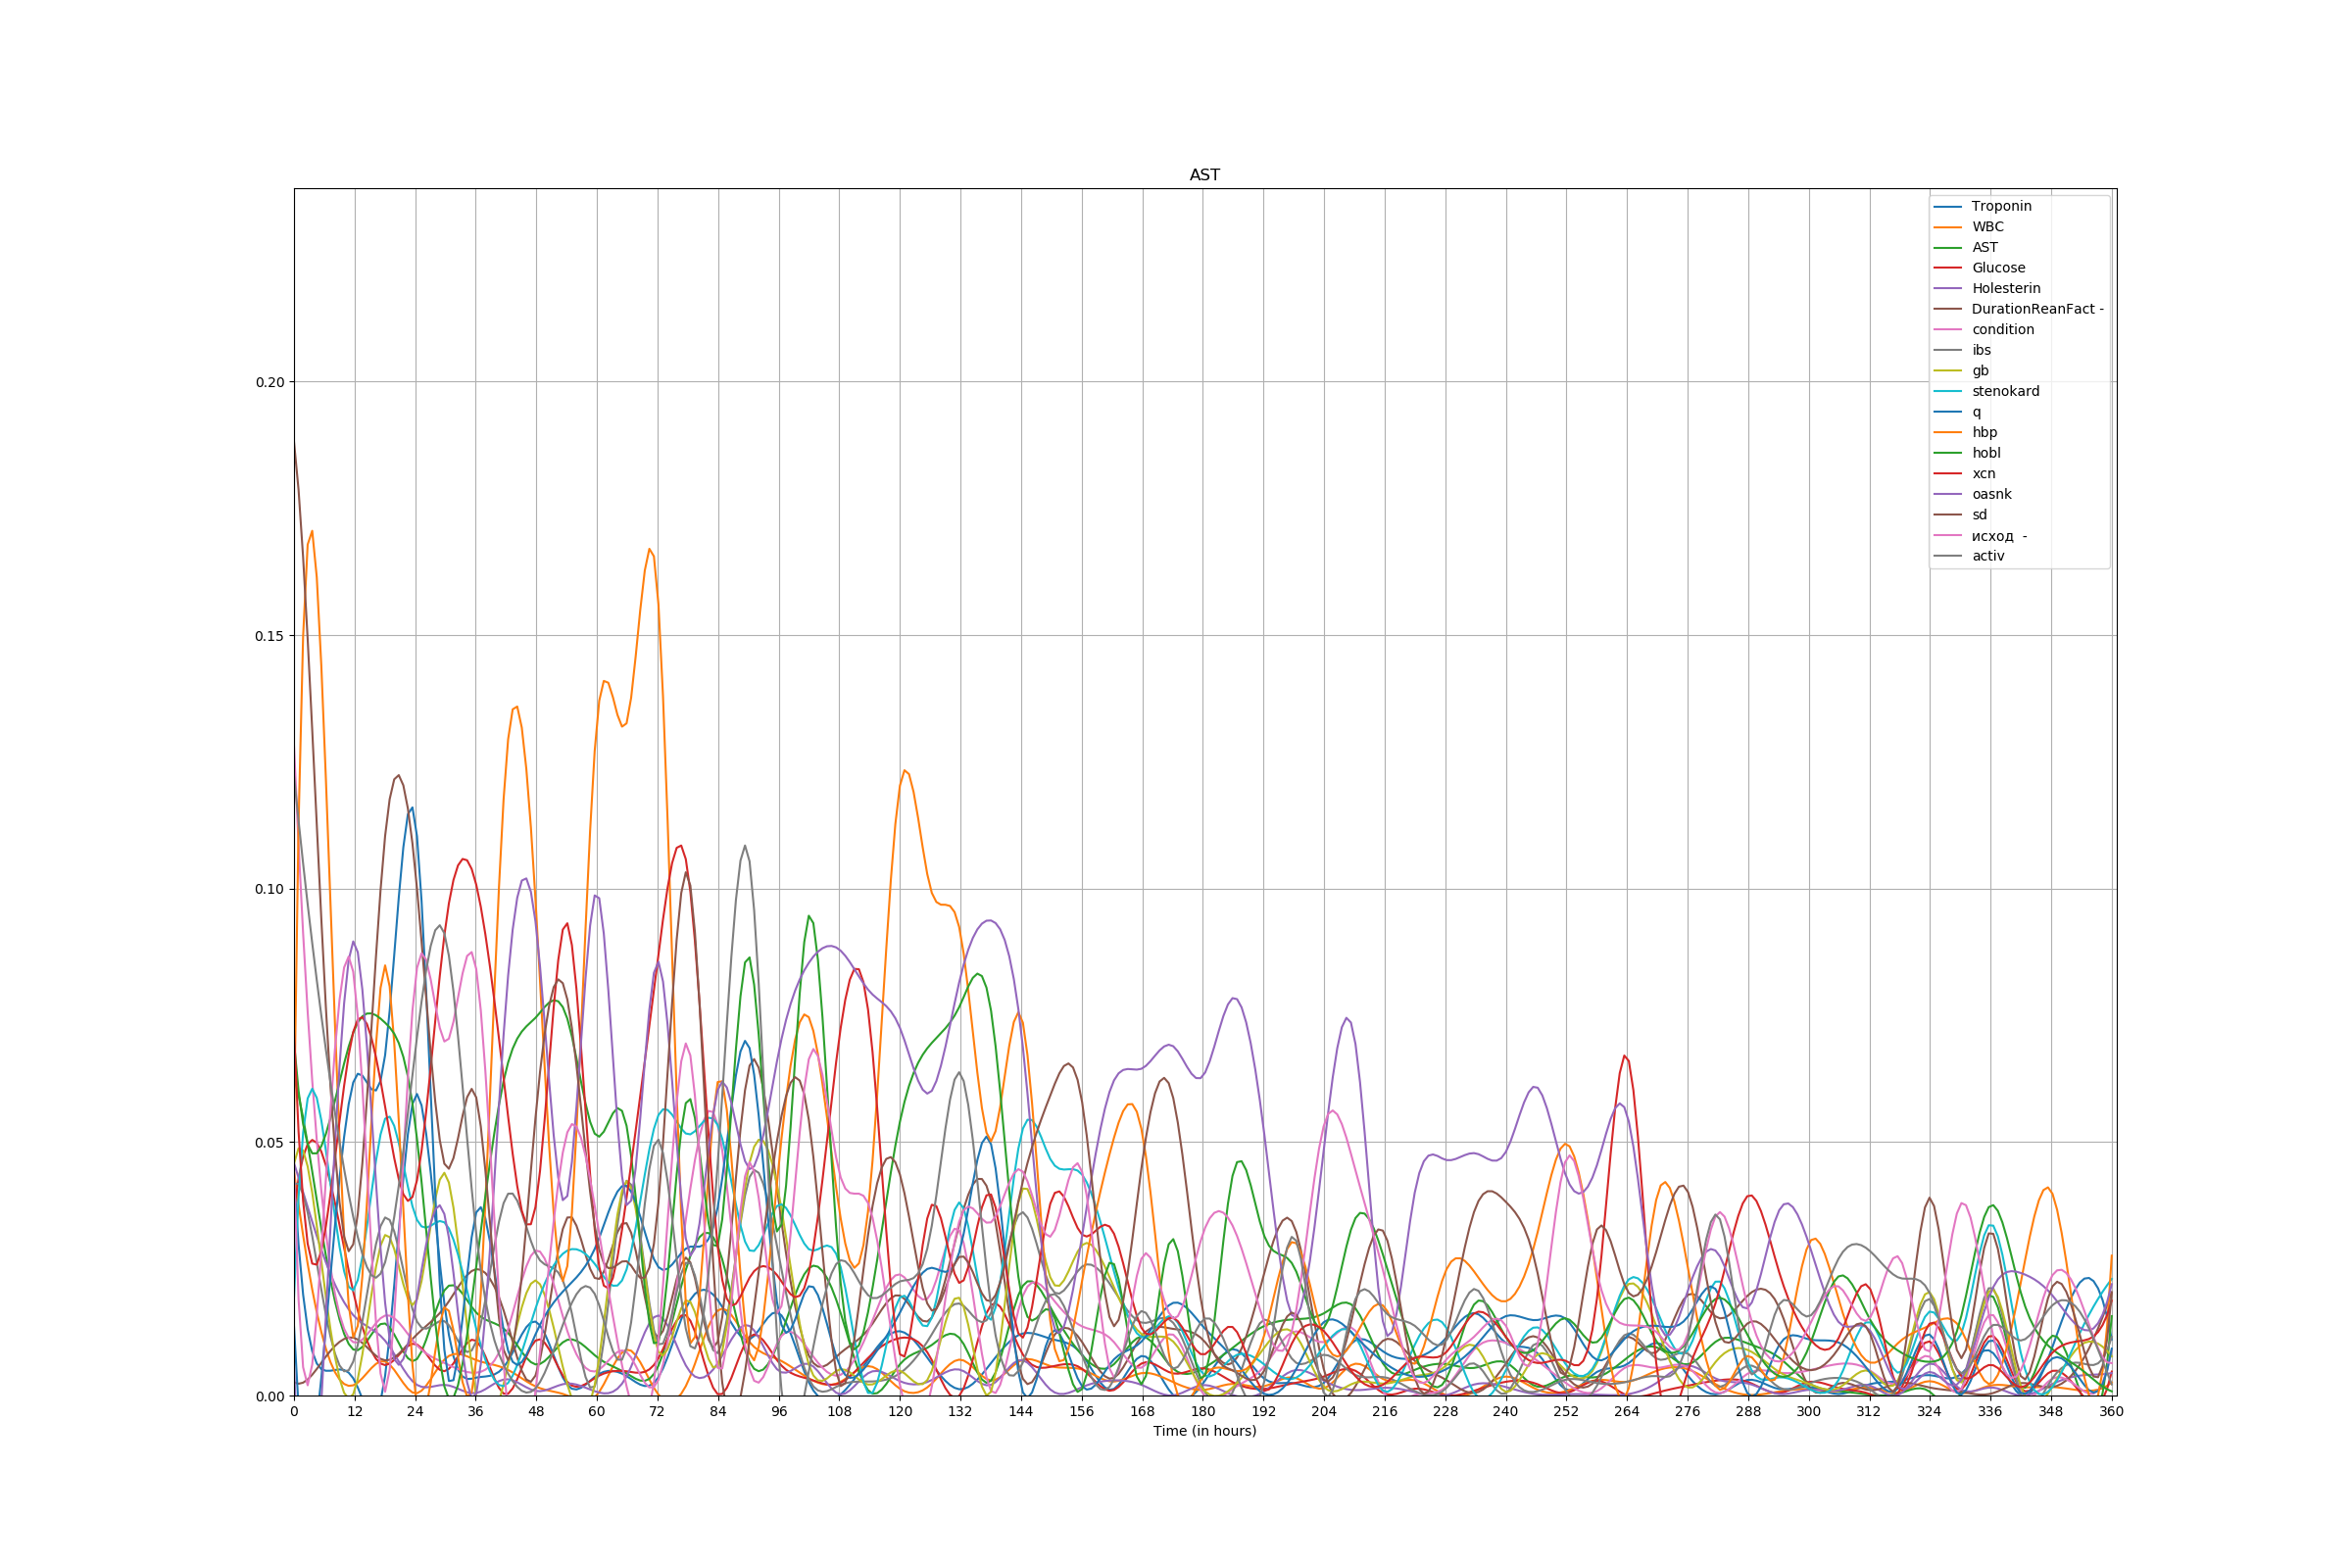 AST
Troponin
WBC
AST
Glucose
Holesterin
DurationReanFact -
condition
ibs
gb
stenokard
q
hbp
hobl
xcn
oasnk
sd
исход -
activ
0.20
0.15
0.10
0.05
0.00
0 12 24 36 48 60 72 84 96 108 120 132 144 156 168 180 192 204 216 228 240 252 264 276 288 300 312 324 336 348 360
Time (in hours)